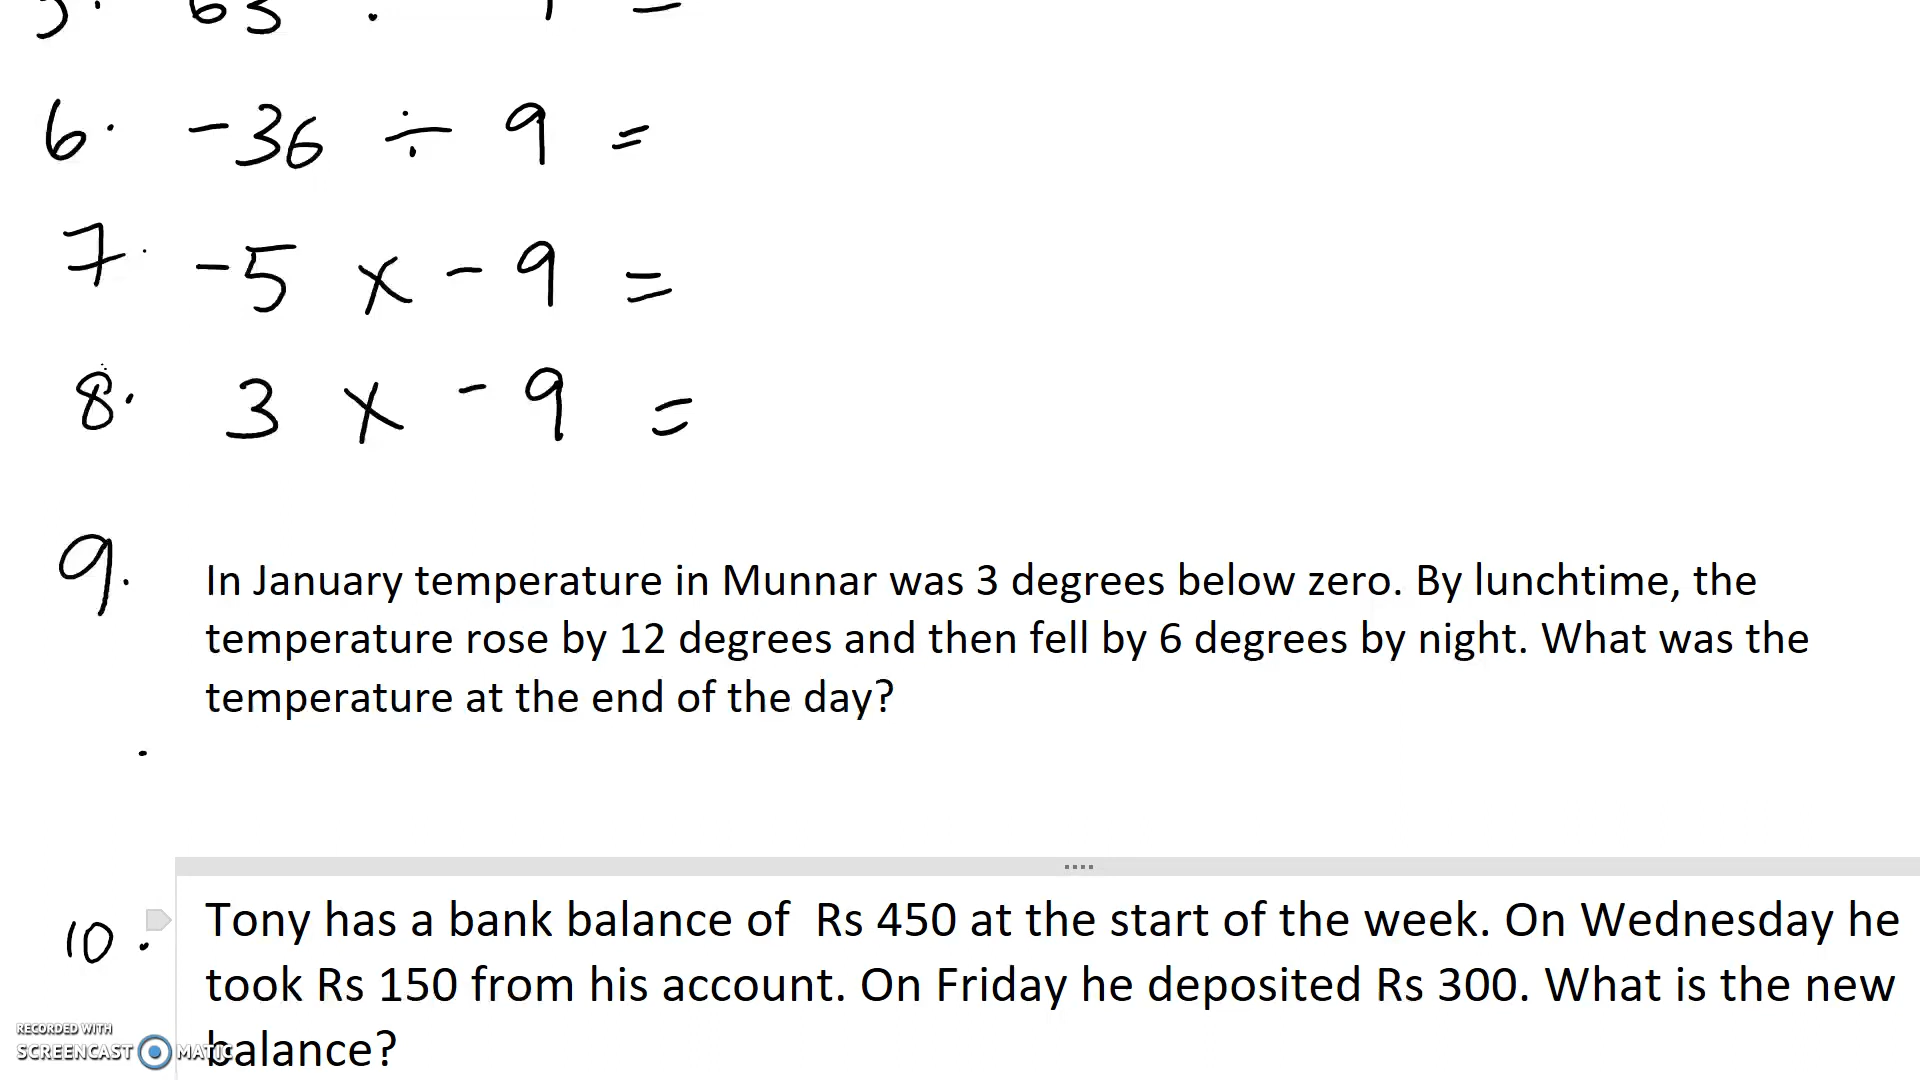 6. -36 ÷ 9 =
7. -5 x -9 =
8. 3 x -9 =
9. In January temperature in Munnar was 3 degrees below zero. By lunchtime, the
temperature rose by 12 degrees and then fell by 6 degrees by night. What was the
temperature at the end of the day?
10. Tony has a bank balance of Rs 450 at the start of the week. On Wednesday he
took Rs 150 from his account. On Friday he deposited Rs 300. What is the new
balance?
RECORDED WITH
SCREENCAST MATIC